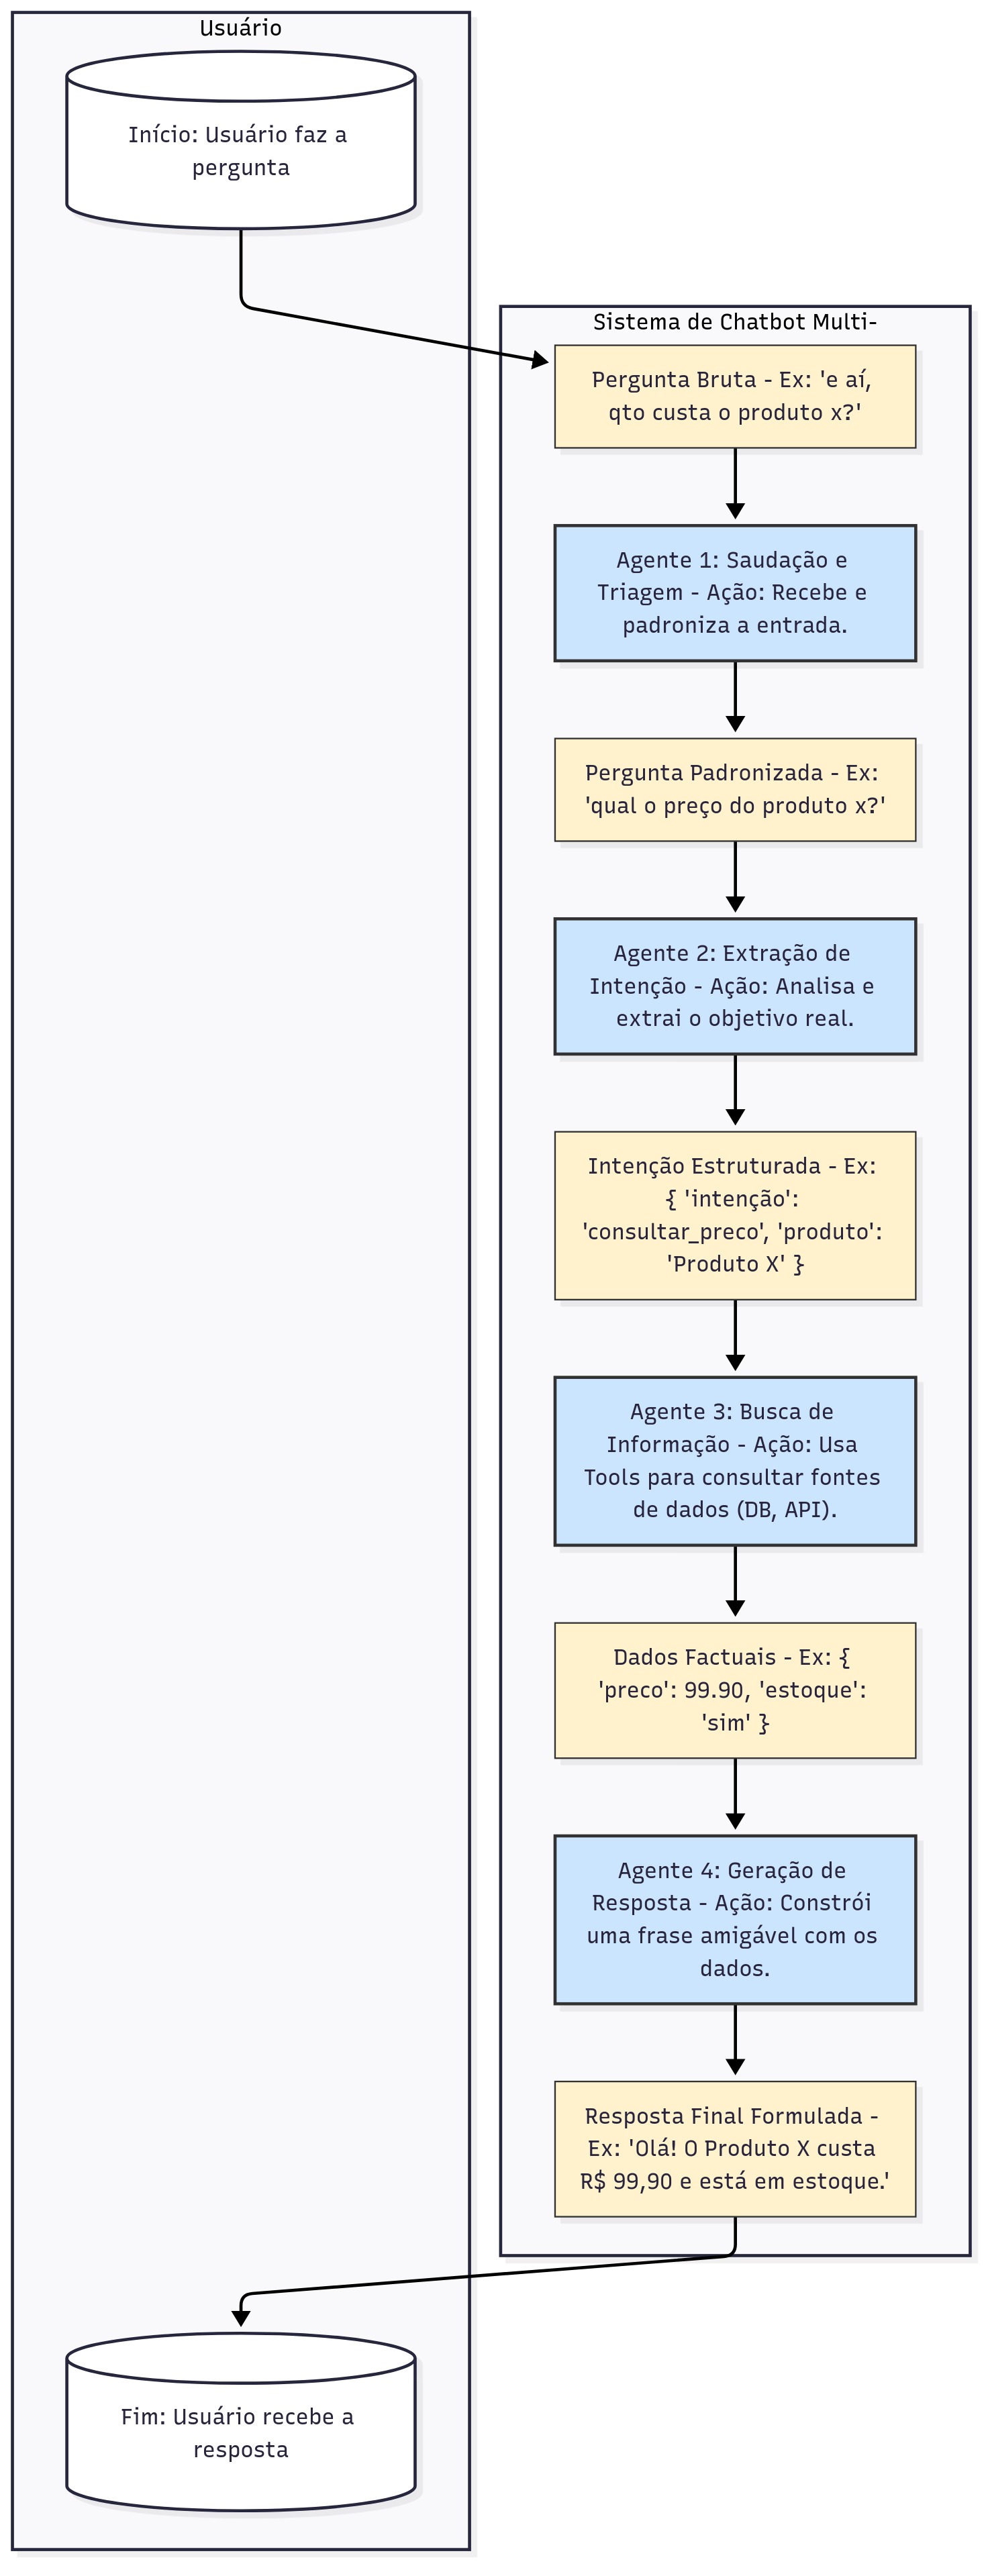 Usuário
Início: Usuário faz a
pergunta
Sistema de Chatbot Multi-
Pergunta Bruta - Ex: 'e aí,
qto custa o produto x?'
Agente 1: Saudação e
Triagem - Ação: Recebe e
padroniza a entrada.
Pergunta Padronizada - Ex:
'qual o preço do produto x?'
Agente 2: Extração de
Intenção - Ação: Analisa e
extrai o objetivo real.
Intenção Estruturada - Ex:
{ 'intenção':
'consultar_preco', 'produto':
'Produto X' }
Agente 3: Busca de
Informação - Ação: Usa
Tools para consultar fontes
de dados (DB, API).
Dados Factuais - Ex: {
'preco': 99.90, 'estoque':
'sim' }
Agente 4: Geração de
Resposta - Ação: Constrói
uma frase amigável com os
dados.
Resposta Final Formulada -
Ex: 'Olá! O Produto X custa
R$ 99,90 e está em estoque.'
Fim: Usuário recebe a
resposta